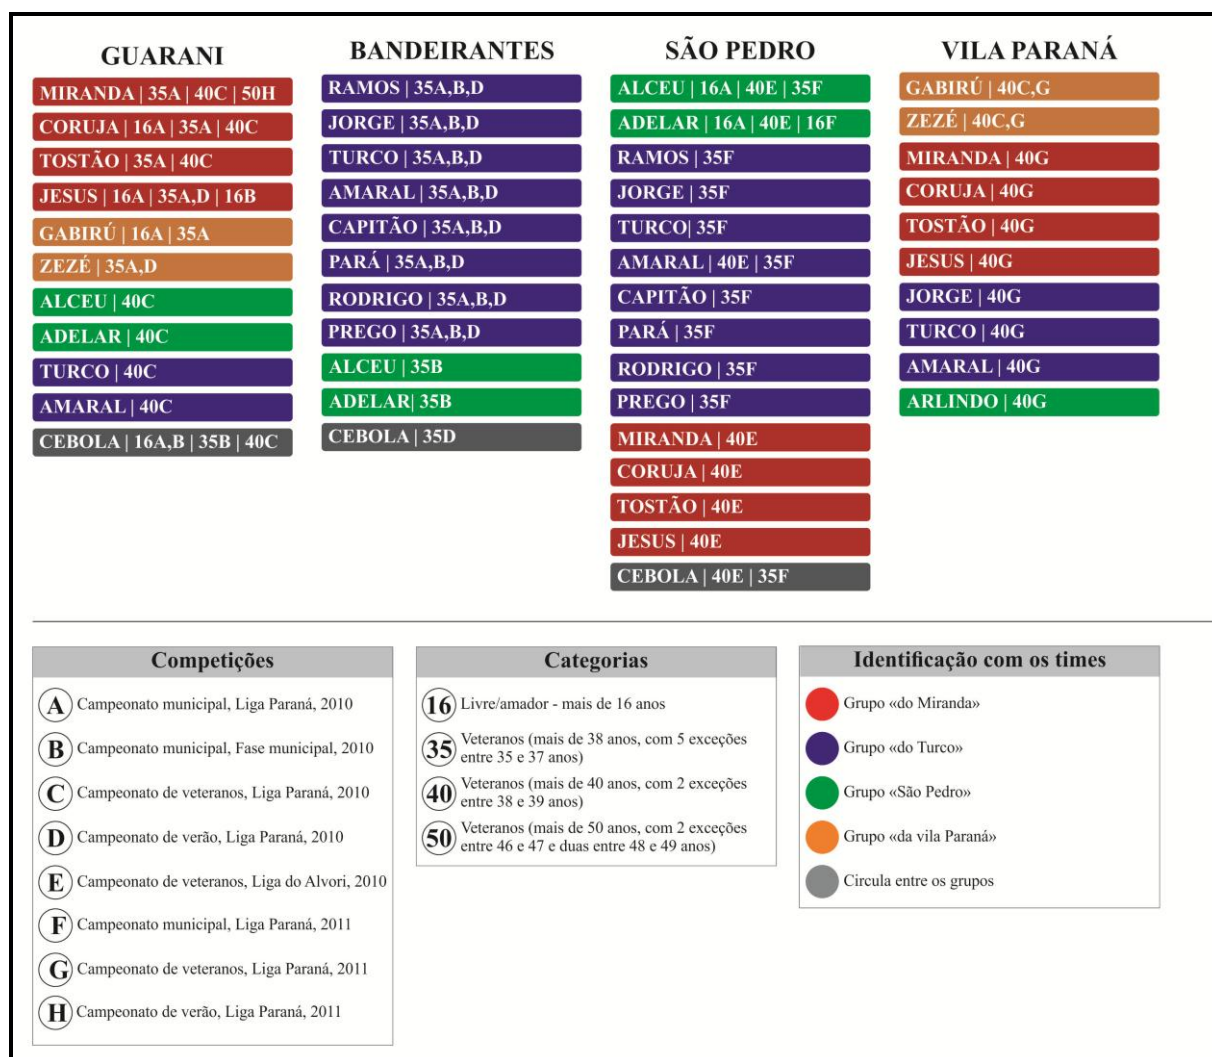 GUARANI
MIRANDA | 35A | 40C | 50H
CORUJA | 16A | 35A | 40C
TOSTÃO | 35A | 40C
JESUS | 16A | 35A,D | 16B
GABIRÚ | 16A | 35A
ZEZÉ | 35A,D
ALCEU | 40C
ADELAR | 40C
TURCO | 40C
AMARAL | 40C
CEBOLA | 16A,B | 35B | 40C
BANDEIRANTES
RAMOS | 35A,B,D
JORGE | 35A,B,D
TURCO | 35A,B,D
AMARAL | 35A,B,D
CAPITÃO | 35A,B,D
PARÁ | 35A,B,D
RODRIGO | 35A,B,D
PREGO | 35A,B,D
ALCEU | 35B
ADELAR| 35B
CEBOLA | 35D
SÃO PEDRO
ALCEU | 16A | 40E | 35F
ADELAR | 16A | 40E | 16F
RAMOS | 35F
JORGE | 35F
TURCO| 35F
AMARAL | 40E | 35F
CAPITÃO | 35F
PARÁ | 35F
RODRIGO | 35F
PREGO | 35F
MIRANDA | 40E
CORUJA | 40E
TOSTÃO | 40E
JESUS | 40E
CEBOLA | 40E | 35F
VILA PARANÁ
GABIRÚ | 40C,G
ZEZÉ | 40C,G
MIRANDA | 40G
CORUJA | 40G
TOSTÃO | 40G
JESUS | 40G
JORGE | 40G
TURCO | 40G
AMARAL | 40G
ARLINDO | 40G
Competições
A Campeonato municipal, Liga Paraná, 2010
B Campeonato municipal, Fase municipal, 2010
C Campeonato de veteranos, Liga Paraná, 2010
D Campeonato de verão, Liga Paraná, 2010
E Campeonato de veteranos, Liga do Alvori, 2010
F Campeonato municipal, Liga Paraná, 2011
G Campeonato de veteranos, Liga Paraná, 2011
H Campeonato de verão, Liga Paraná, 2011
Categorias
16 Livre/amador - mais de 16 anos
35 Veteranos (mais de 38 anos, com 5 exceções
entre 35 e 37 anos)
40 Veteranos (mais de 40 anos, com 2 exceções
entre 38 e 39 anos)
50 Veteranos (mais de 50 anos, com 2 exceções
entre 46 e 47 e duas entre 48 e 49 anos)
Identificação com os times
Grupo «do Miranda»
Grupo «do Turco»
Grupo «São Pedro»
Grupo «da vila Paraná»
Circula entre os grupos